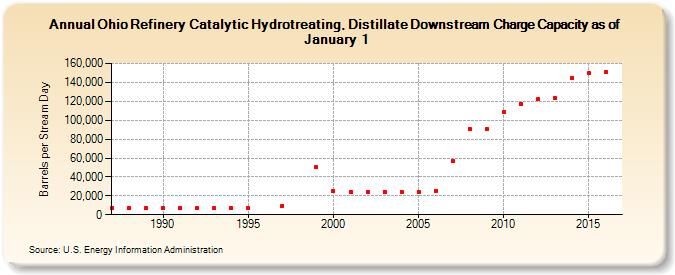 Annual Ohio Refinery Catalytic Hydrotreating, Distillate Downstream Charge Capacity as of
January 1
Barrels per Stream Day
160,000
140,000
120,000
100,000
80,000
60,000
40,000
20,000
0
1990 1995 2000 2005 2010 2015
Source: U.S. Energy Information Administration